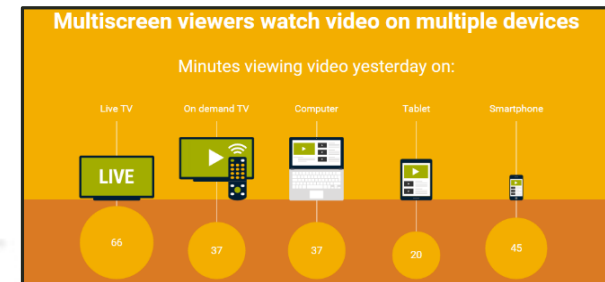 Multiscreen viewers watch video on multiple devices
Minutes viewing video yesterday on:
Live TV On demand TV Computer Tablet Smartphone
LIVE
66 37 37 20 45